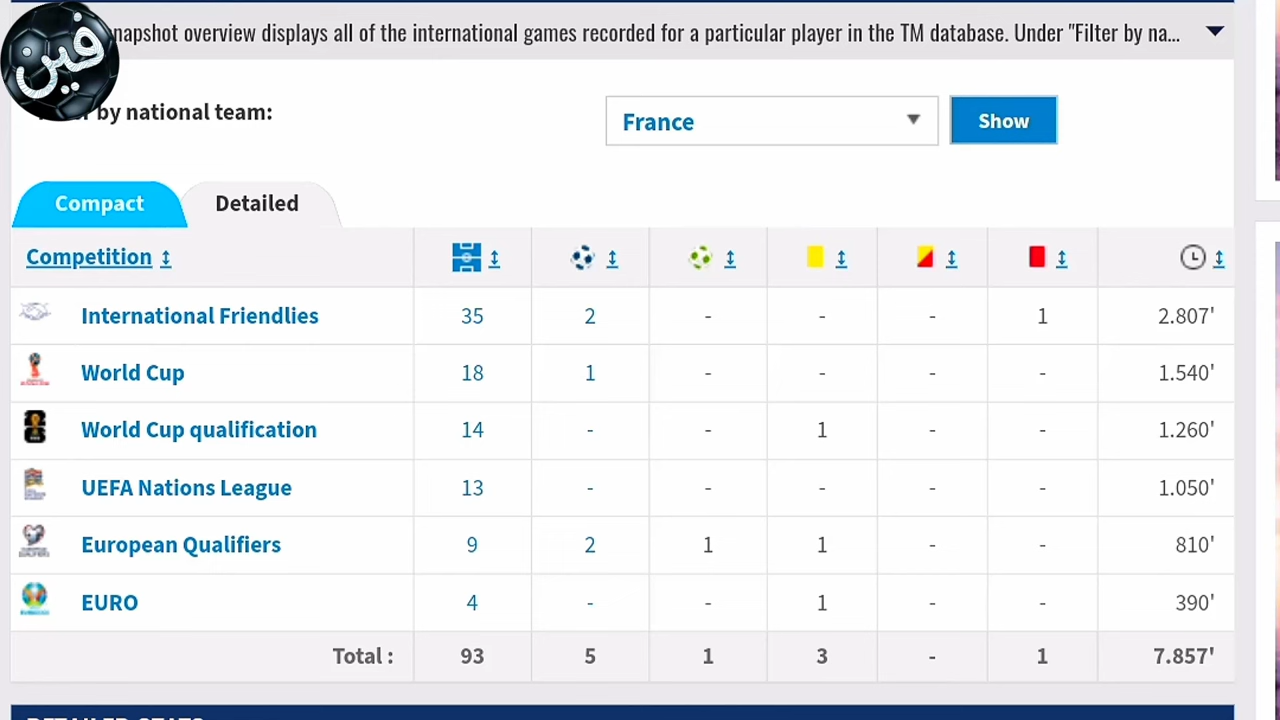 فين
napshot overview displays all of the international games recorded for a particular player in the TM database. Under "Filter by na...
by national team:
France
Show
Compact
Detailed
Competition
International Friendlies 35 2 - - - 1 2.807'
World Cup 18 1 - - - - 1.540'
World Cup qualification 14 - - 1 - - 1.260'
UEFA Nations League 13 - - - - - 1.050'
European Qualifiers 9 2 1 1 - - 810'
EURO 4 - - 1 - - 390'
Total : 93 5 1 3 - 1 7.857'
DETAILED STATS